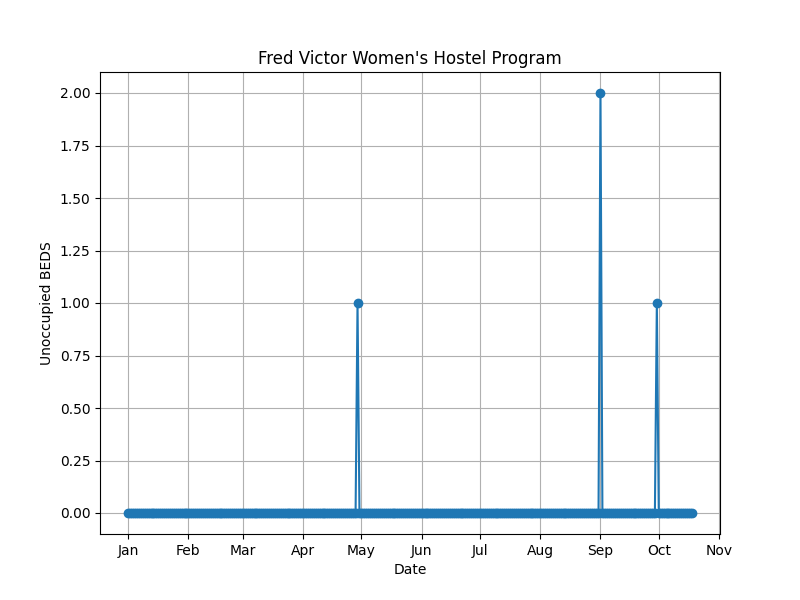 Fred Victor Women's Hostel Program
2.00
1.75
1.50
1.25
1.00
0.75
0.50
0.25
0.00
Unoccupied BEDS
Jan Feb Mar Apr May Jun Jul Aug Sep Oct Nov
Date